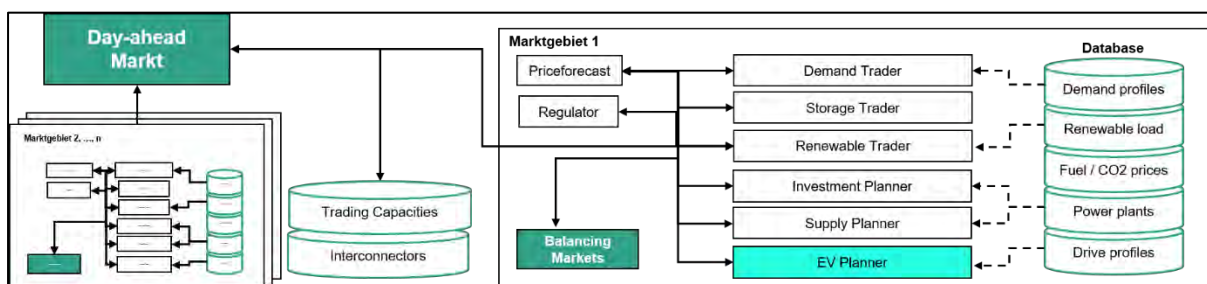 Day-ahead
Markt
Marktgebiet 2, ..., n
Trading Capacities
Interconnectors
Marktgebiet 1
Priceforecast
Regulator
Balancing
Markets
Demand Trader
Storage Trader
Renewable Trader
Investment Planner
Supply Planner
EV Planner
Database
Demand profiles
Renewable load
Fuel / CO2 prices
Power plants
Drive profiles